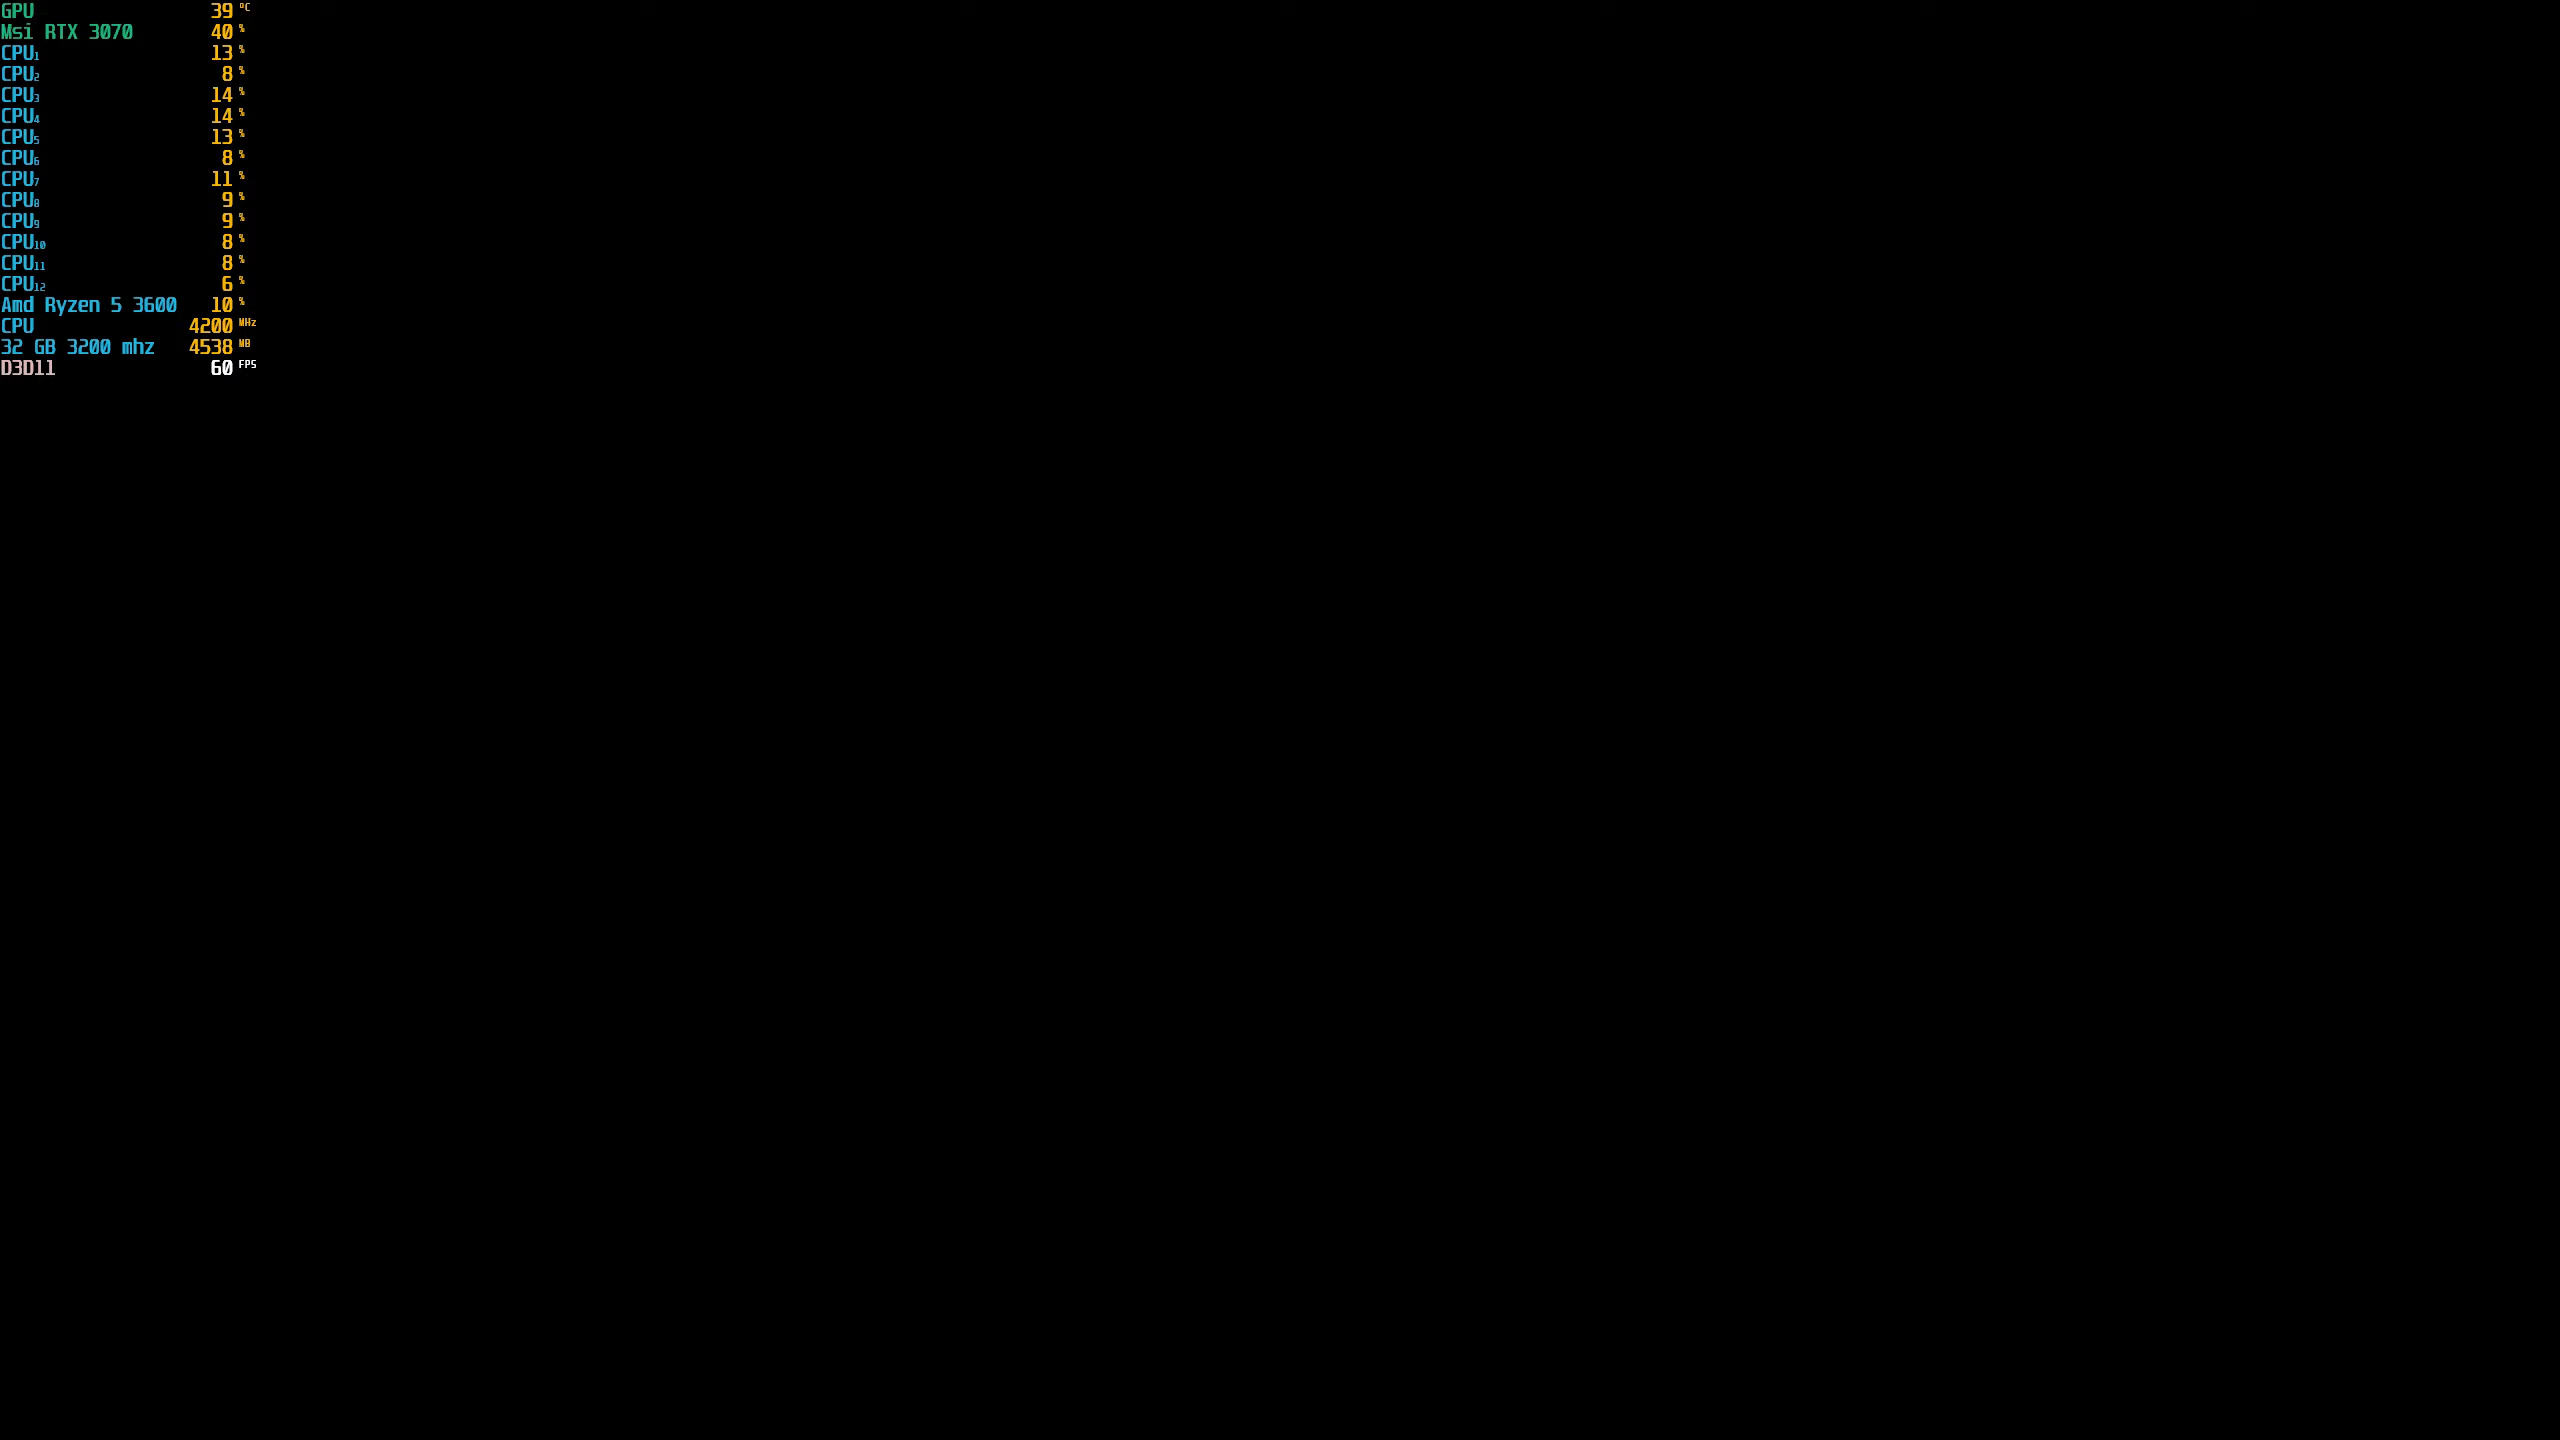 GPU 39 °C
Msi RTX 3070 40 %
CPU1 13 %
CPU2 8 %
CPU3 14 %
CPU4 14 %
CPU5 13 %
CPU6 8 %
CPU7 11 %
CPU8 9 %
CPU9 9 %
CPU10 8 %
CPU11 8 %
CPU12 6 %
Amd Ryzen 5 3600 10 %
CPU 4200 MHz
32 GB 3200 mhz 4538 MB
D3D11 60 FPS